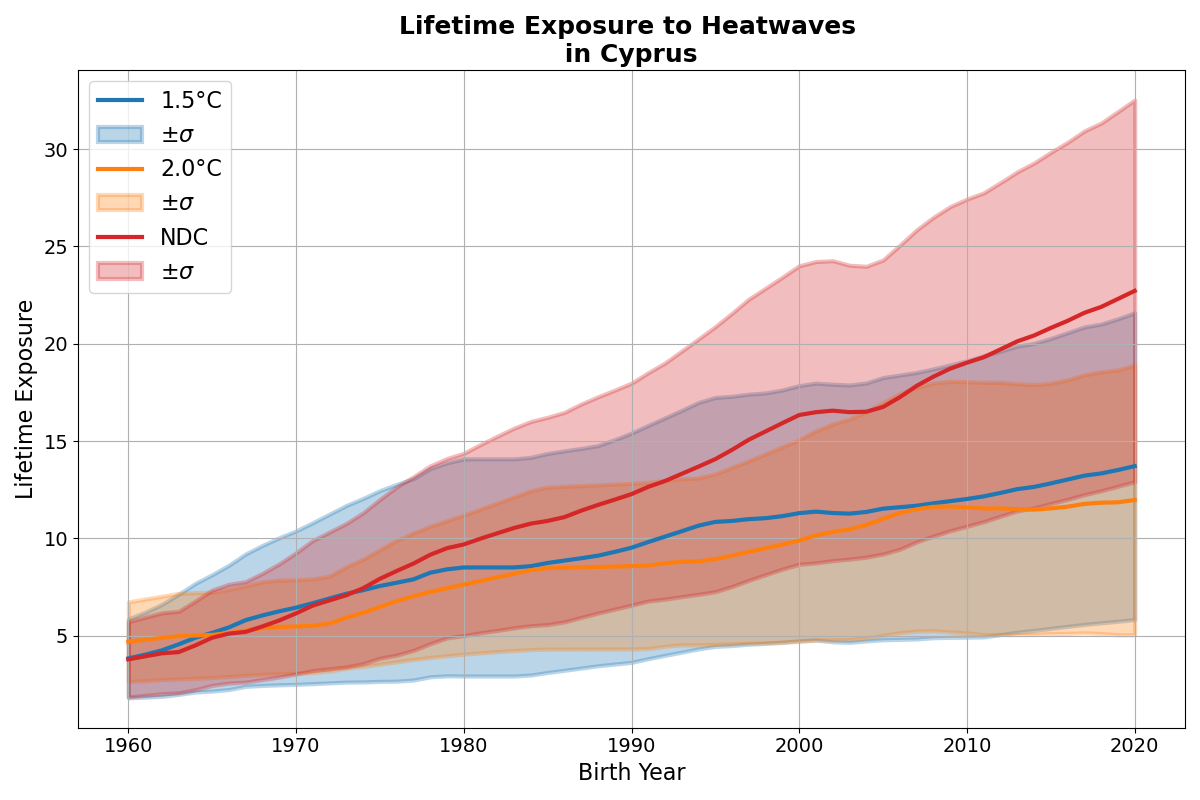 Lifetime Exposure to Heatwaves
in Cyprus
1.5°C
±σ
2.0°C
±σ
NDC
±σ
Lifetime Exposure
30
25
20
15
10
5
1960
1970
1980
1990
2000
2010
2020
Birth Year